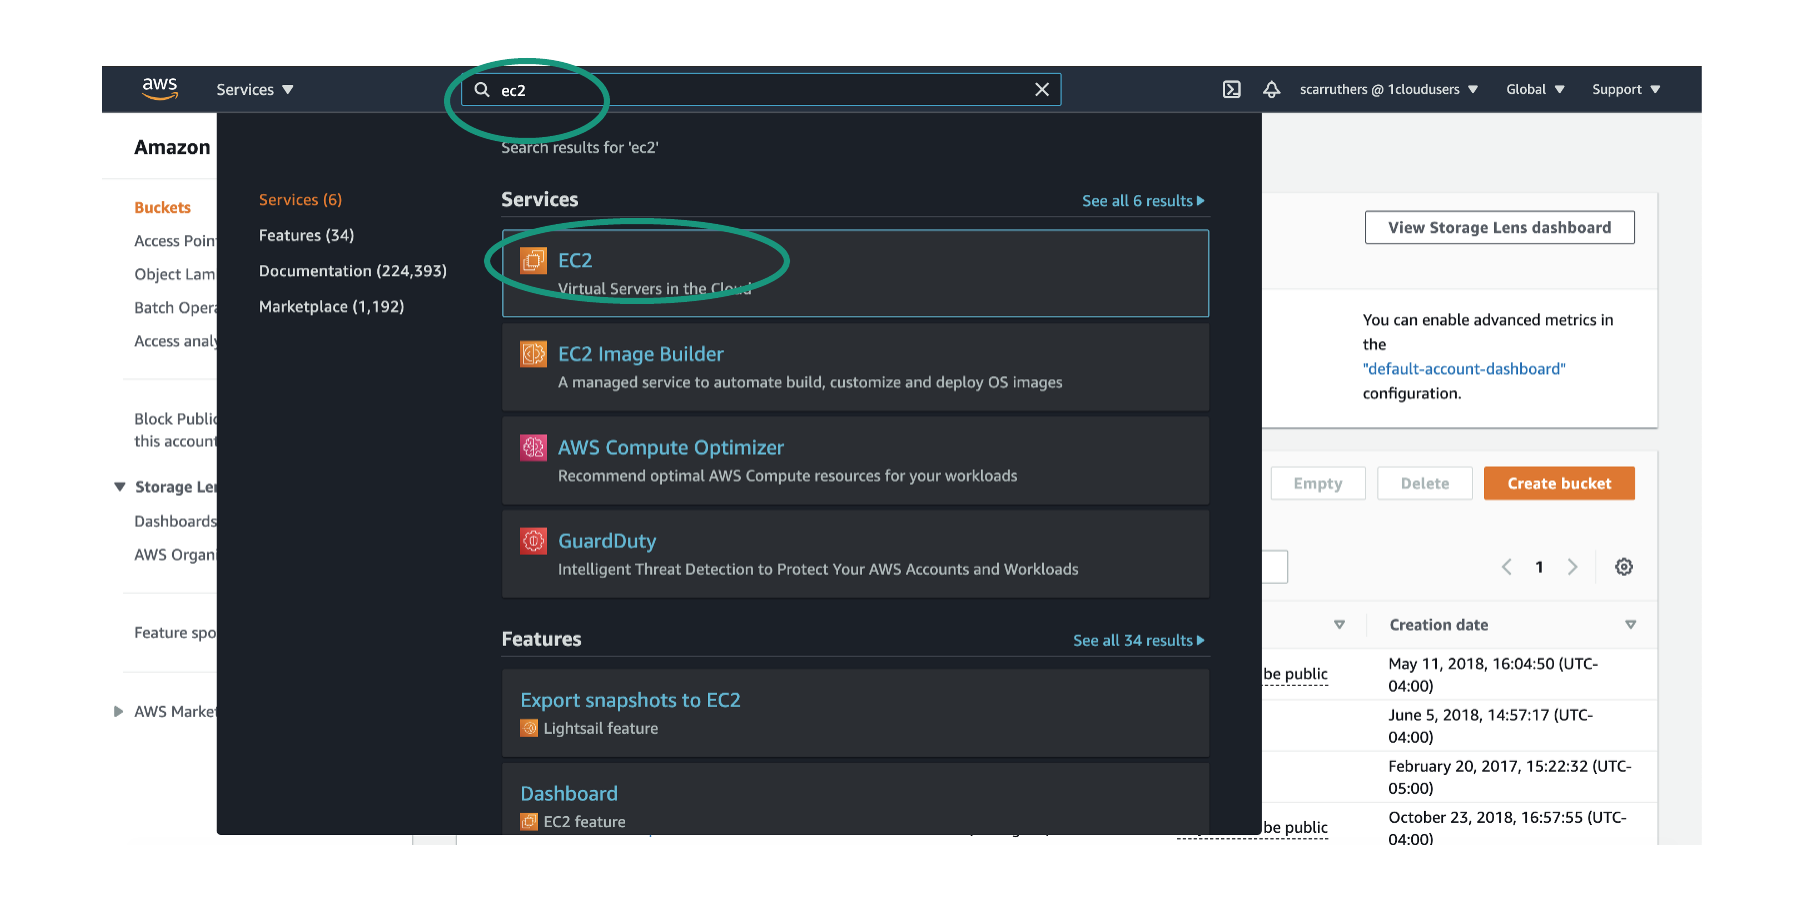 aws
Services
ec2
scarruthers @ 1cloudusers
Global
Support
Amazon
Search results for 'ec2'
Buckets
Access Poin
Object Lam
Batch Opera
Access analy
Block Public
this account
Storage Len
Dashboards
AWS Organi
Feature spo
AWS Market
Services (6)
Features (34)
Documentation (224,393)
Marketplace (1,192)
Services
See all 6 results
EC2
Virtual Servers in the Cloud
EC2 Image Builder
A managed service to automate build, customize and deploy OS images
AWS Compute Optimizer
Recommend optimal AWS Compute resources for your workloads
GuardDuty
Intelligent Threat Detection to Protect Your AWS Accounts and Workloads
Features
See all 34 results
Export snapshots to EC2
Lightsail feature
Dashboard
EC2 feature
View Storage Lens dashboard
You can enable advanced metrics in
the
"default-account-dashboard"
configuration.
Empty
Delete
Create bucket
1
Creation date
be public
May 11, 2018, 16:04:50 (UTC-
04:00)
June 5, 2018, 14:57:17 (UTC-
04:00)
February 20, 2017, 15:22:32 (UTC-
05:00)
be public
October 23, 2018, 16:57:55 (UTC-
04:00)